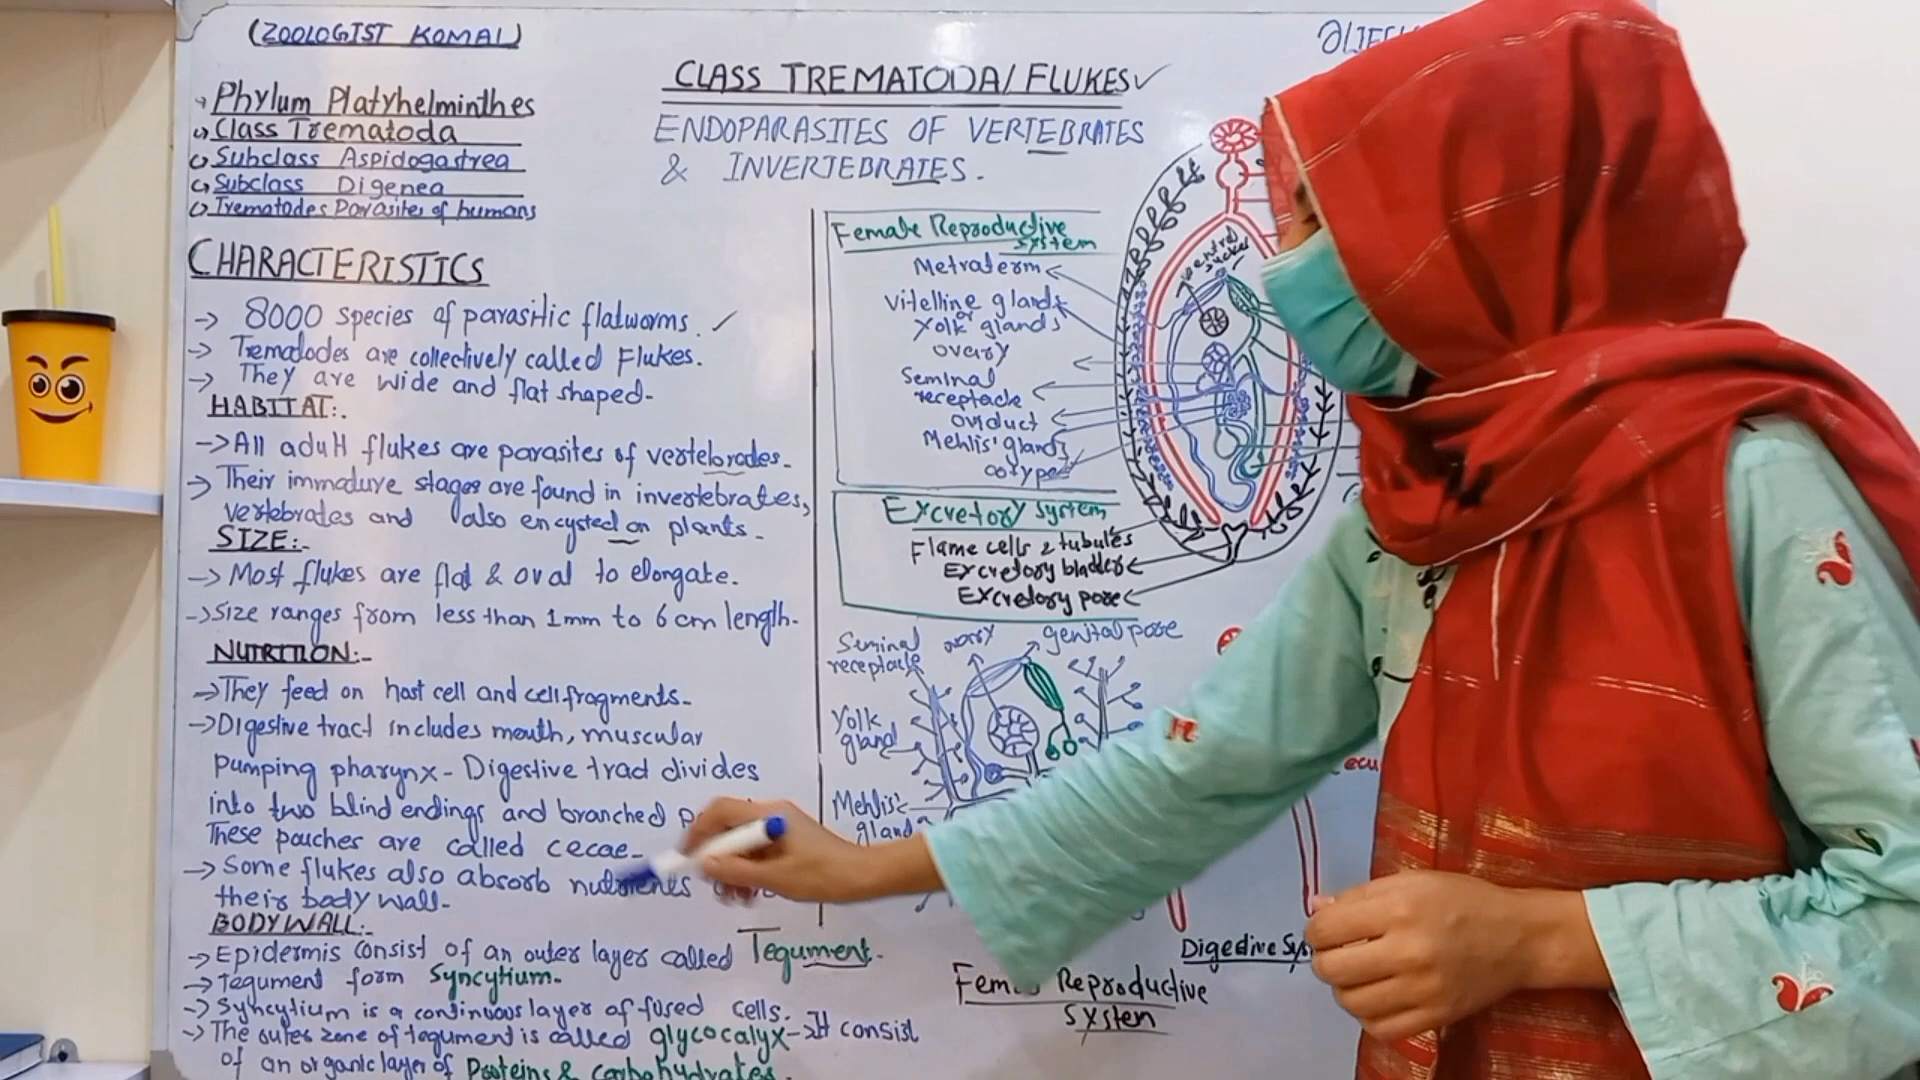 (ZOOLOGIST KOMAL)
Phylum Platyhelminthes
Class Trematoda
Subclass Aspidogastrea
Subclass Digenea
Trematodes Parasites of humans
CLASS TREMATODA/FLUKES ✓
ENDOPARASITES OF VERTEBRATES
& INVERTEBRATES.
CHARACTERISTICS
→ 8000 species of parasitic flatworms. ✓
→ Trematodes are collectively called Flukes.
→ They are wide and flat shaped-
HABITAT:-
→ All adult flukes are parasites of vertebrates-
→ Their immature stages are found in invertebrates,
vertebrates and also encysted on plants-
SIZE:-
→ Most flukes are flat & oval to elongate.
→ Size ranges from less than 1mm to 6 cm length-
NUTRITION:-
→ They feed on host cell and cell fragments-
→ Digestive tract includes mouth, muscular
pumping pharynx- Digestive tract divides
into two blind endings and branched
These pouches are called cecae-
→ Some flukes also absorb nutrients
their body wall-
BODY WALL:-
→ Epidermis consist of an outer layer called Tegument.
→ Tegument form Syncytium-
→ Syncytium is a continuous layer of fused cells.
→ The outer zone of tegument is called glycocalyx → It consist
of an organic layer of Proteins & carbohydrates.
Female Reproductive
system
Metraterm
Vitelline glands
or
Yolk glands
ovary
Seminal
receptacle
oviduct
Mehlis' gland
ootype
ventral
sucker
Excretory system
Flame cells & tubules
Excretory bladder
Excretory pore
Seminal
receptacle
ovary
genital pore
Yolk
gland
Mehlis'
gland
Reproductive
System